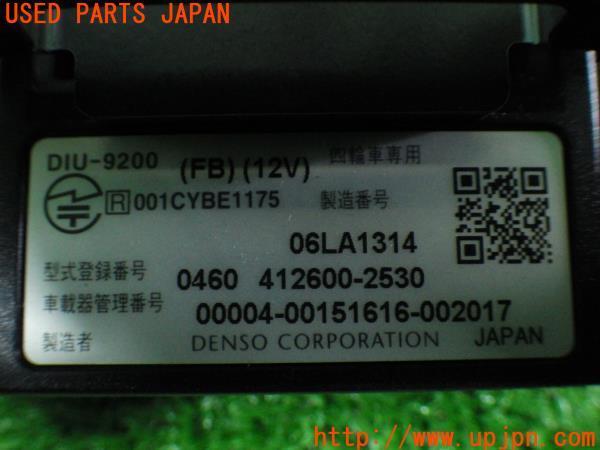 USED PARTS JAPAN
DIU-9200 (FB) (12V) 四輪車専用
R 001CYBE1175 製造番号
06LA1314
型式登録番号 0460 412600-2530
車載器管理番号 00004-00151616-002017
製造者 DENSO CORPORATION JAPAN
http://www.upjpn.com